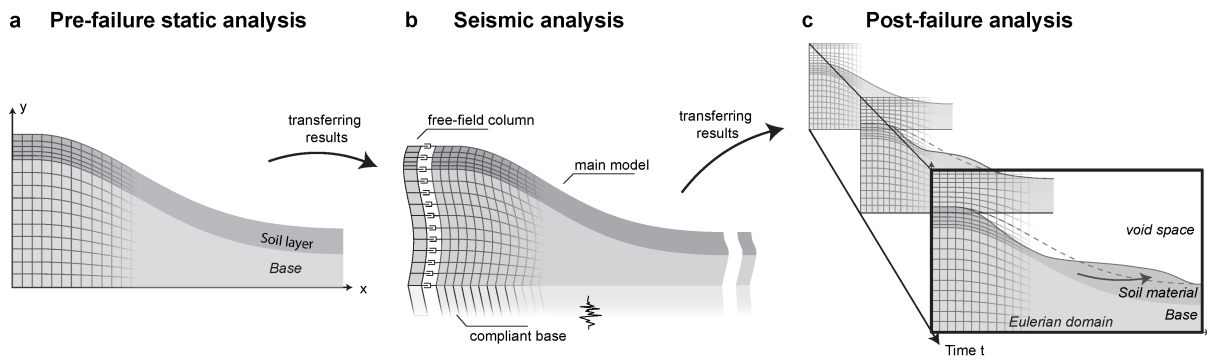 a Pre-failure static analysis
b Seismic analysis
c Post-failure analysis
y
Soil layer
Base
x
transferring
results
free-field column
main model
compliant base
transferring
results
void space
Soil material
Base
Eulerian domain
Time t